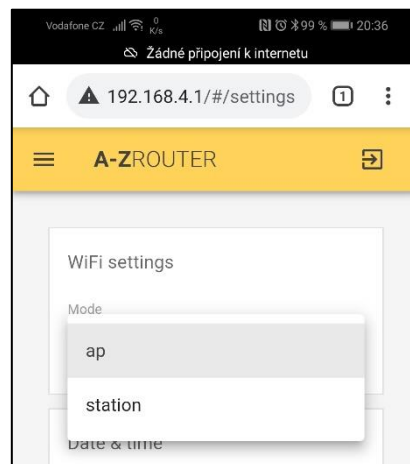 Vodafone CZ 0 K/s 99 % 20:36
Žádné připojení k internetu
192.168.4.1/#/settings 1
A-ZROUTER
WiFi settings
Mode
ap
station
Date & time